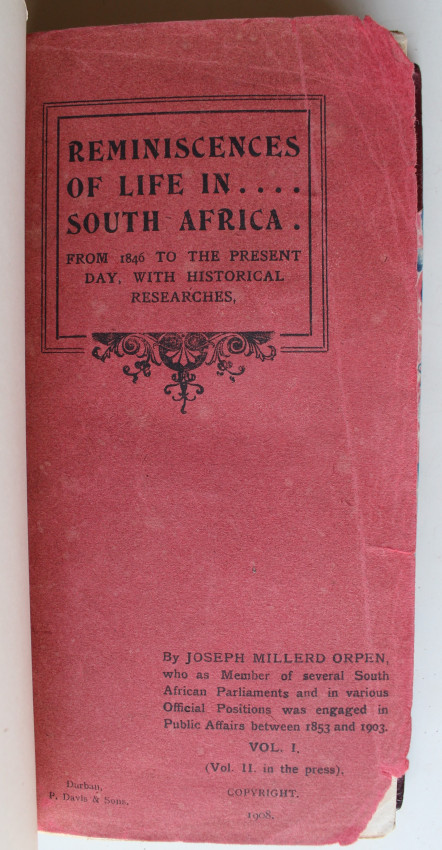 REMINISCENCES
OF LIFE IN....
SOUTH AFRICA.
FROM 1846 TO THE PRESENT
DAY, WITH HISTORICAL
RESEARCHES,
By JOSEPH MILLERD ORPEN,
who as Member of several South
African Parliaments and in various
Official Positions was engaged in
Public Affairs between 1853 and 1903.
VOL. I.
(Vol. II. in the press).
Durban,
P. Davis & Sons.
COPYRIGHT.
1908.